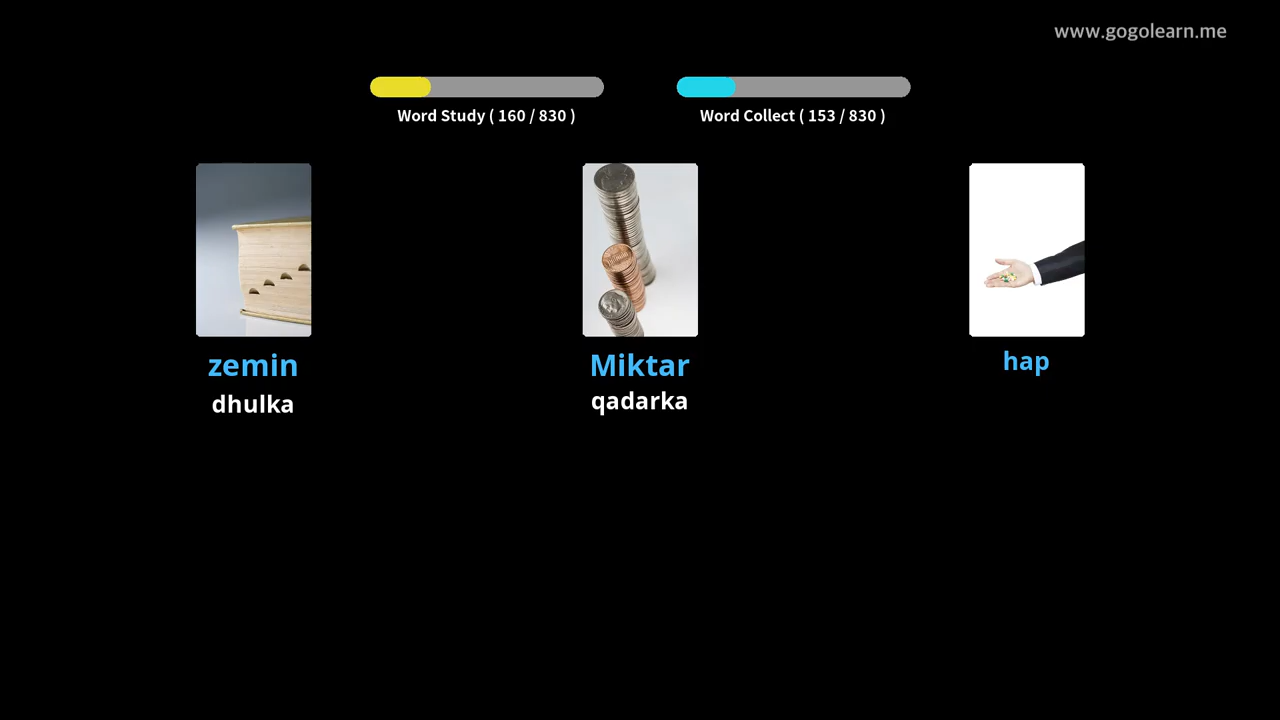 www.gogolearn.me
Word Study ( 160 / 830 )
Word Collect ( 153 / 830 )
zemin
dhulka
Miktar
qadarka
hap